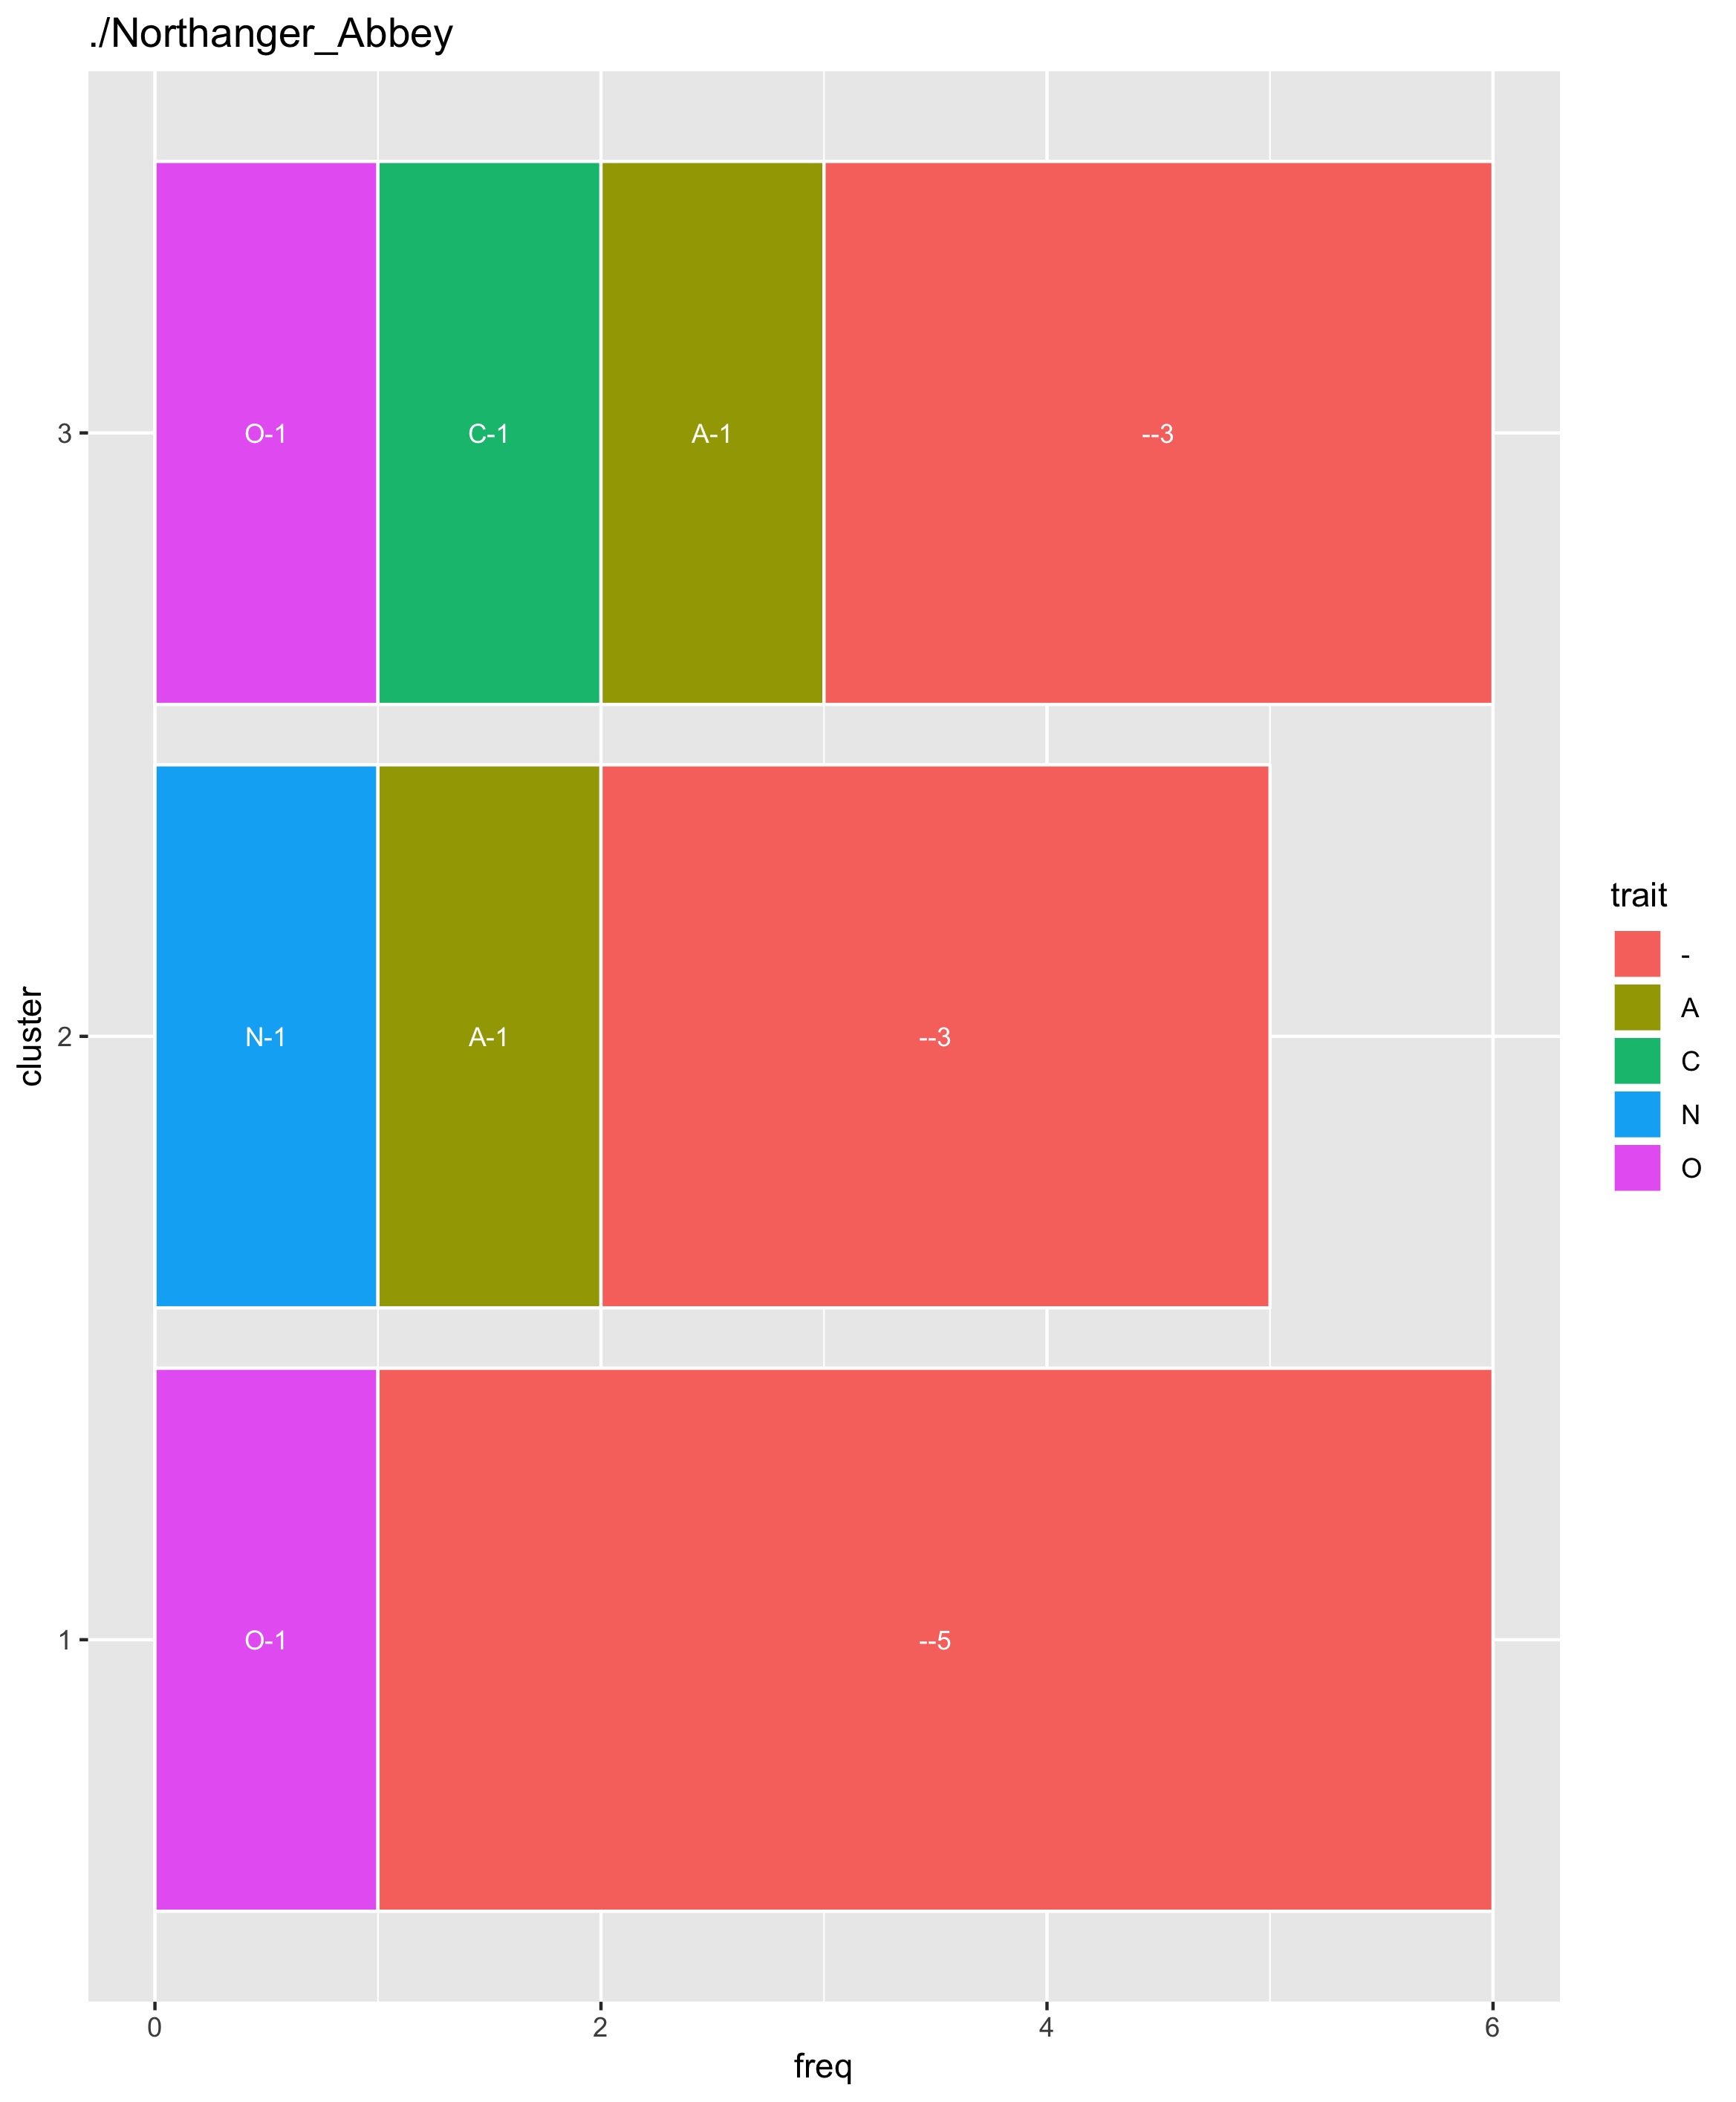 ./Northanger_Abbey
3
O-1
C-1
A-1
--3
2
N-1
A-1
--3
1
O-1
--5
cluster
0
2
4
6
freq
trait
-
A
C
N
O